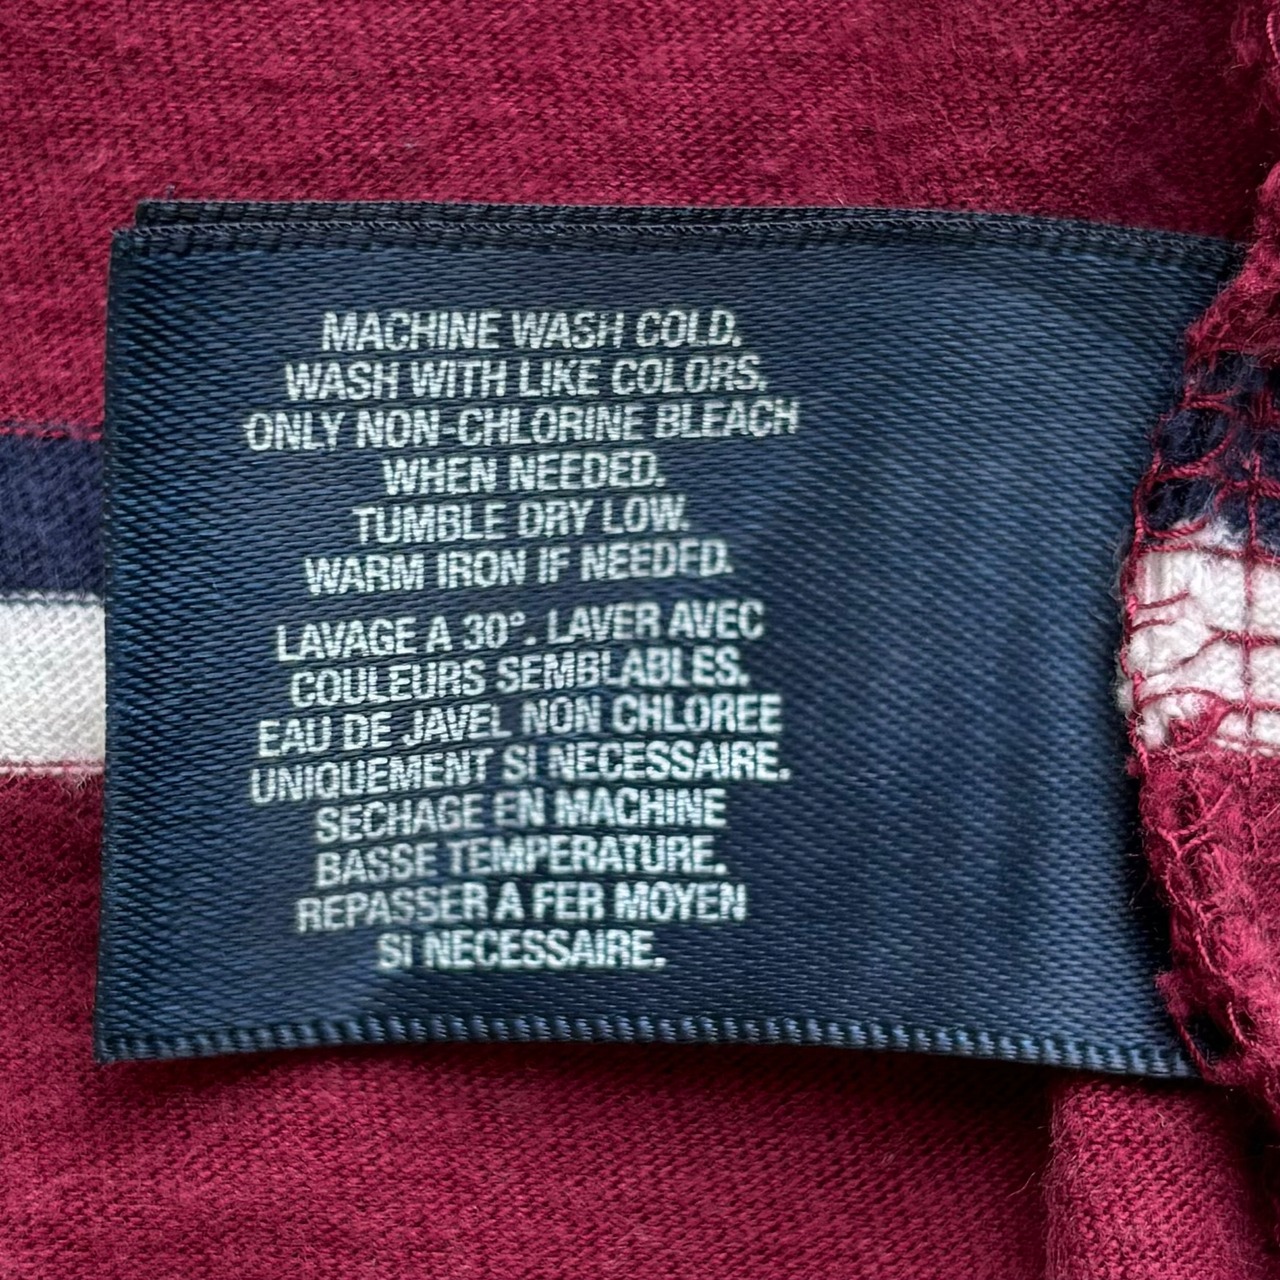 MACHINE WASH COLD.
WASH WITH LIKE COLORS.
ONLY NON-CHLORINE BLEACH
WHEN NEEDED.
TUMBLE DRY LOW.
WARM IRON IF NEEDED.
LAVAGE A 30°. LAVER AVEC
COULEURS SEMBLABLES.
EAU DE JAVEL NON CHLOREE
UNIQUEMENT SI NECESSAIRE.
SECHAGE EN MACHINE
BASSE TEMPERATURE.
REPASSER A FER MOYEN
SI NECESSAIRE.